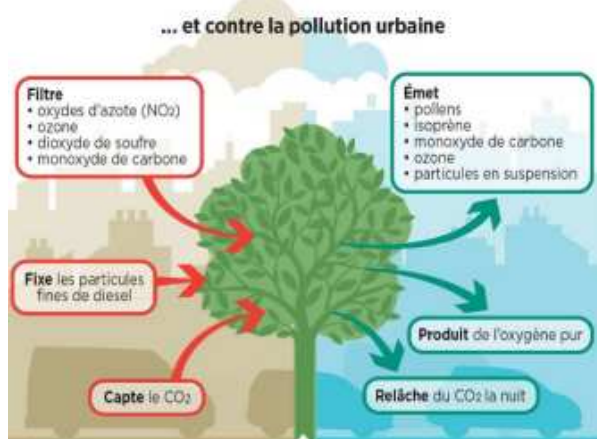 ... et contre la pollution urbaine
Filtre
• oxydes d'azote (NO2)
• ozone
• dioxyde de soufre
• monoxyde de carbone
Émet
• pollens
• isoprène
• monoxyde de carbone
• ozone
• particules en suspension
Fixe les particules
fines de diesel
Produit de l'oxygène pur
Capte le CO2
Relâche du CO2 la nuit